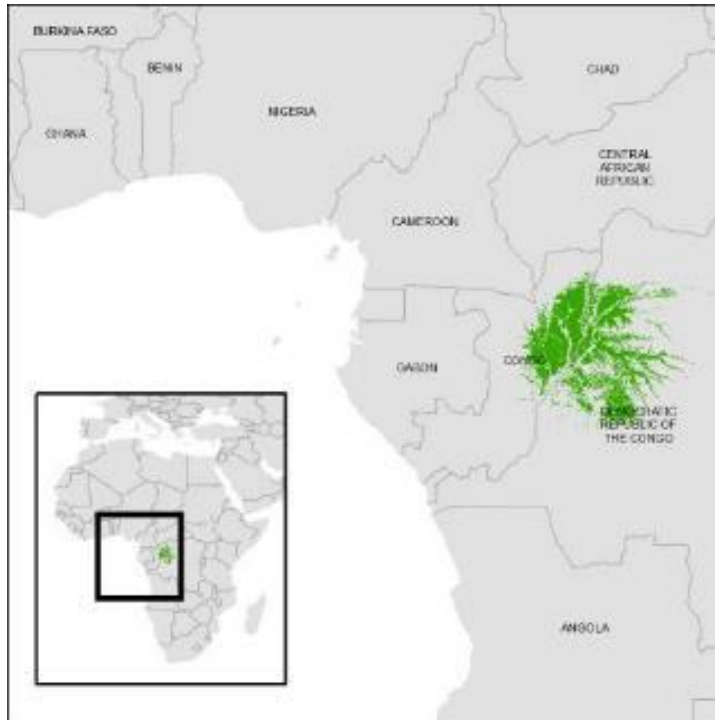 BURKINA FASO
BENIN
CHAD
NIGERIA
GHANA
CENTRAL
AFRICAN
REPUBLIC
CAMEROON
GABON
CONGO
DEMOCRATIC
REPUBLIC OF
THE CONGO
ANGOLA